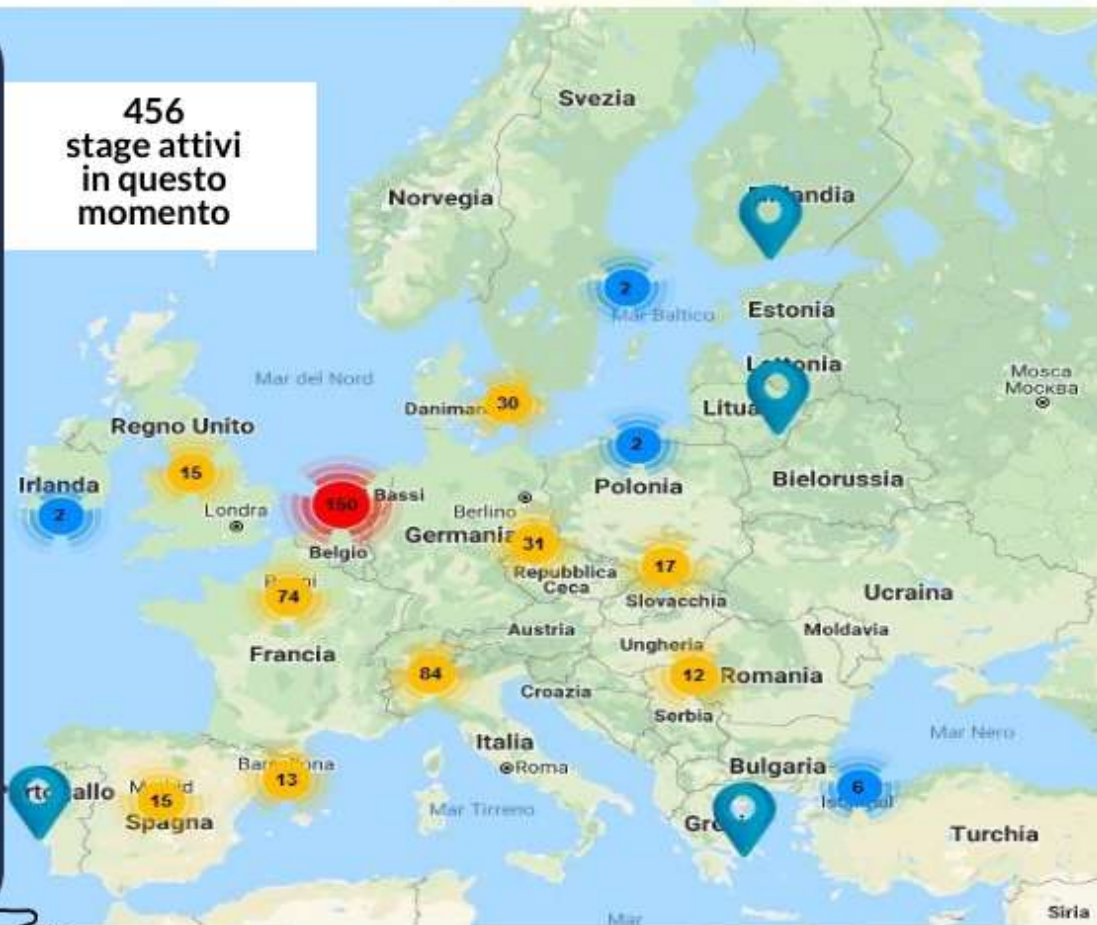 456
stage attivi
in questo
momento
Svezia
Norvegia
2
Mar Baltico
Estonia
Mosca
Москва
Mar del Nord
30
Regno Unito
15
2
Bielorussia
Polonia
Irlanda
2
Londra
150
Bassi
Berlino
Germania
31
Belgio
17
Repubblica
Ceca
Slovacchia
Ucraina
74
Austria
Moldavia
Ungheria
Francia
84
12
Romania
Croazia
Serbia
Mar Nero
Italia
Roma
Bulgaria
13
6
15
Spagna
Mar Tirreno
Turchia
Mar
Siria